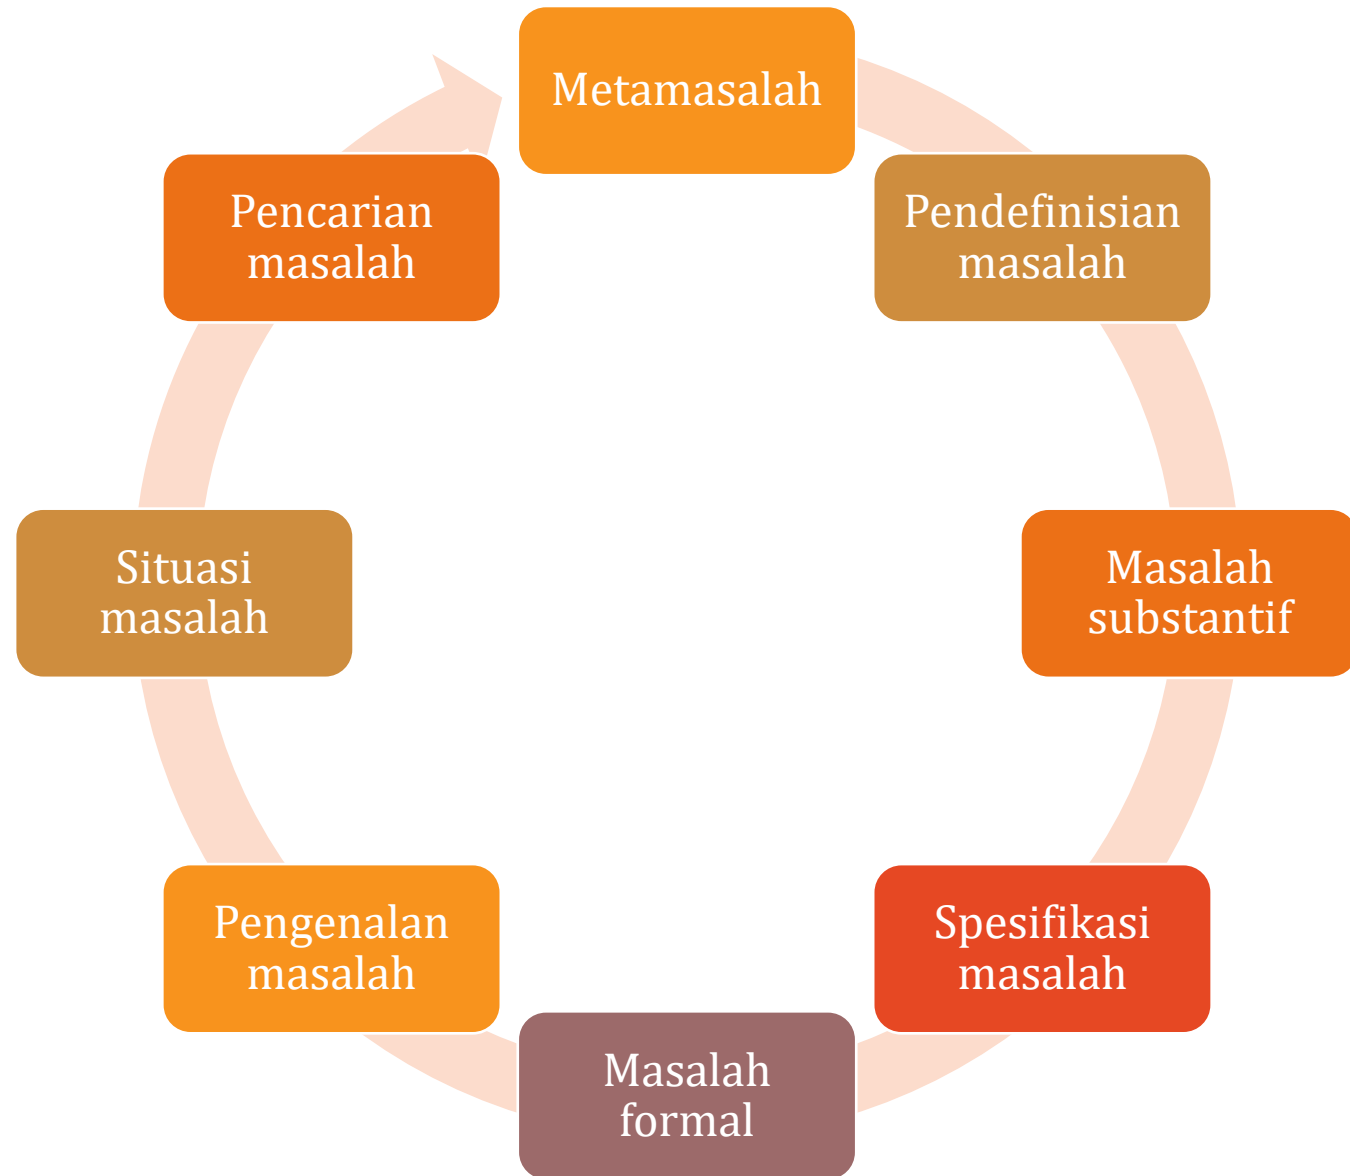 Metamasalah
Pendefinisian
masalah
Masalah
substantif
Spesifikasi
masalah
Masalah
formal
Pengenalan
masalah
Situasi
masalah
Pencarian
masalah